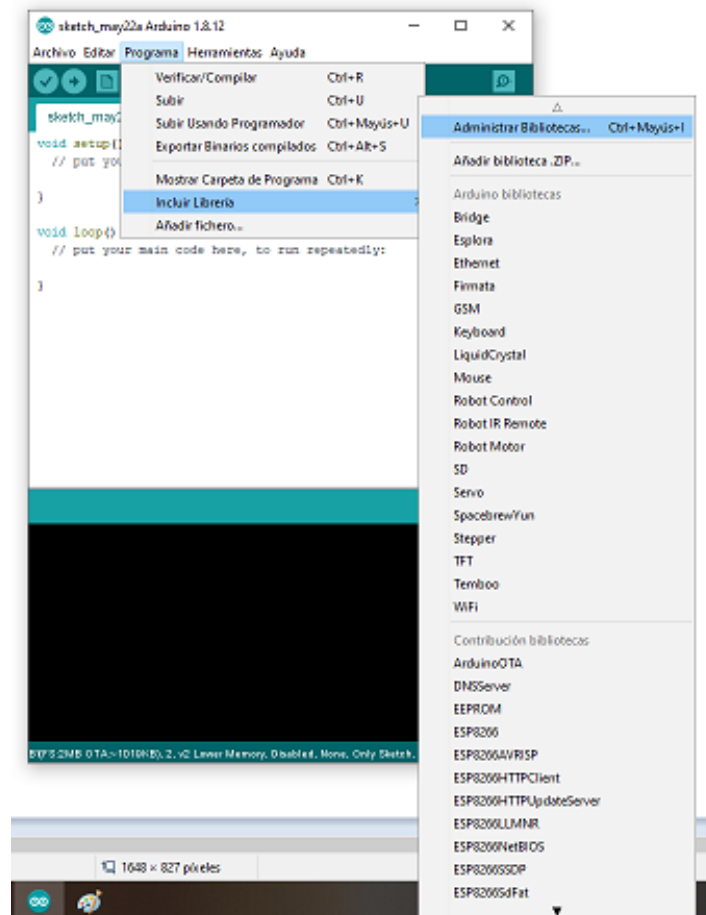 sketch_may22a Arduino 1.8.12
Archivo Editar Programa Herramientas Ayuda
Verificar/Compilar Ctrl+R
Subir Ctrl+U
Subir Usando Programador Ctrl+Mayús+U
Exportar Binarios compilados Ctrl+Alt+S
Mostrar Carpeta de Programa Ctrl+K
Incluir Librería
Añadir fichero...
sketch_may2
void setup()
// put you
}
void loop()
// put your main code here, to run repeatedly:
}
Administrar Bibliotecas... Ctrl+Mayús+I
Añadir biblioteca .ZIP...
Arduino bibliotecas
Bridge
Esplora
Ethernet
Firmata
GSM
Keyboard
LiquidCrystal
Mouse
Robot Control
Robot IR Remote
Robot Motor
SD
Servo
SpacebrewYun
Stepper
TFT
Temboo
WiFi
Contribución bibliotecas
ArduinoOTA
DNSServer
EEPROM
ESP8266
ESP8266AVRISP
ESP8266HTTPClient
ESP8266HTTPUpdateServer
ESP8266LLMNR
ESP8266NetBIOS
ESP8266SSDP
ESP8266SdFat
(FS:2MB OTA:~1019KB), 2, v2 Lower Memory, Disabled, None, Only Sketch,
1648 × 827 píxeles